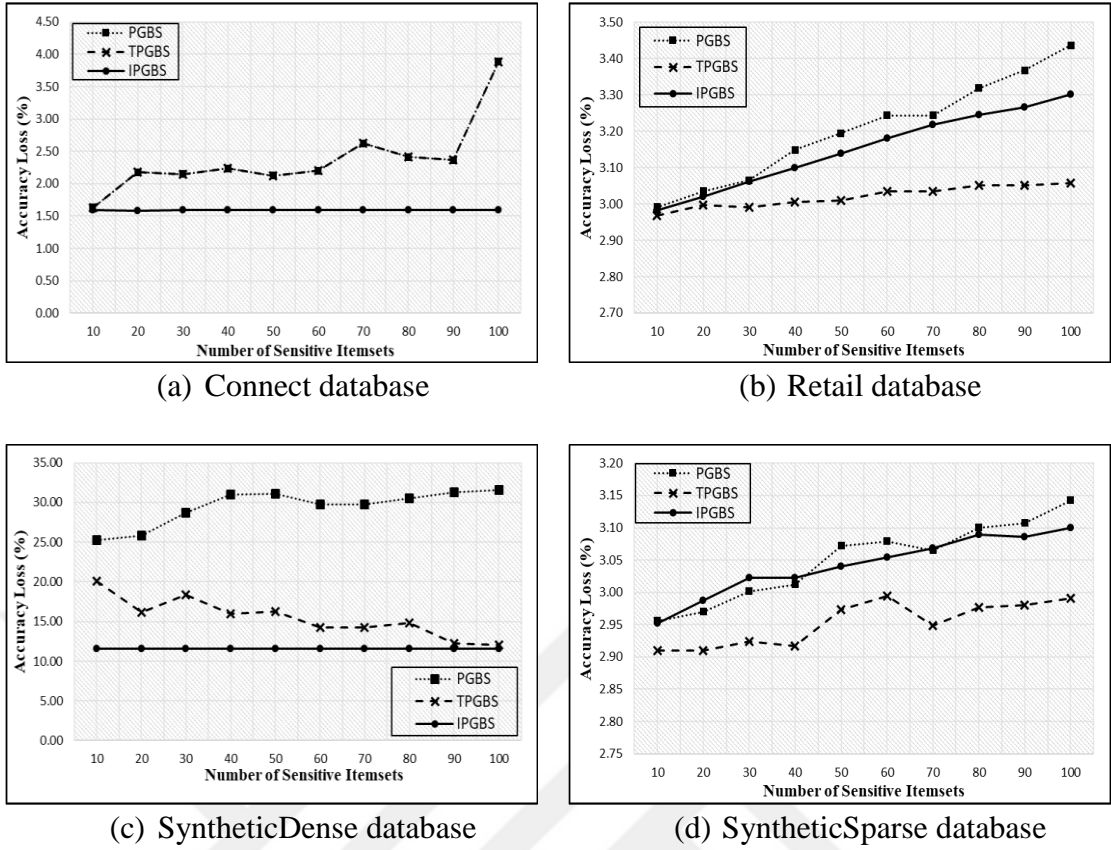 4.50
4.00
3.50
3.00
2.50
2.00
1.50
1.00
0.50
0.00
Accuracy Loss (%)
PGBS
TPGBS
IPGBS
10 20 30 40 50 60 70 80 90 100
Number of Sensitive Itemsets
(a) Connect database
3.50
3.40
3.30
3.20
3.10
3.00
2.90
2.80
2.70
Accuracy Loss (%)
PGBS
TPGBS
IPGBS
10 20 30 40 50 60 70 80 90 100
Number of Sensitive Itemsets
(b) Retail database
35.00
30.00
25.00
20.00
15.00
10.00
5.00
0.00
Accuracy Loss (%)
PGBS
TPGBS
IPGBS
10 20 30 40 50 60 70 80 90 100
Number of Sensitive Itemsets
(c) SyntheticDense database
3.20
3.15
3.10
3.05
3.00
2.95
2.90
2.85
2.80
2.75
Accuracy Loss (%)
PGBS
TPGBS
IPGBS
10 20 30 40 50 60 70 80 90 100
Number of Sensitive Itemsets
(d) SyntheticSparse database